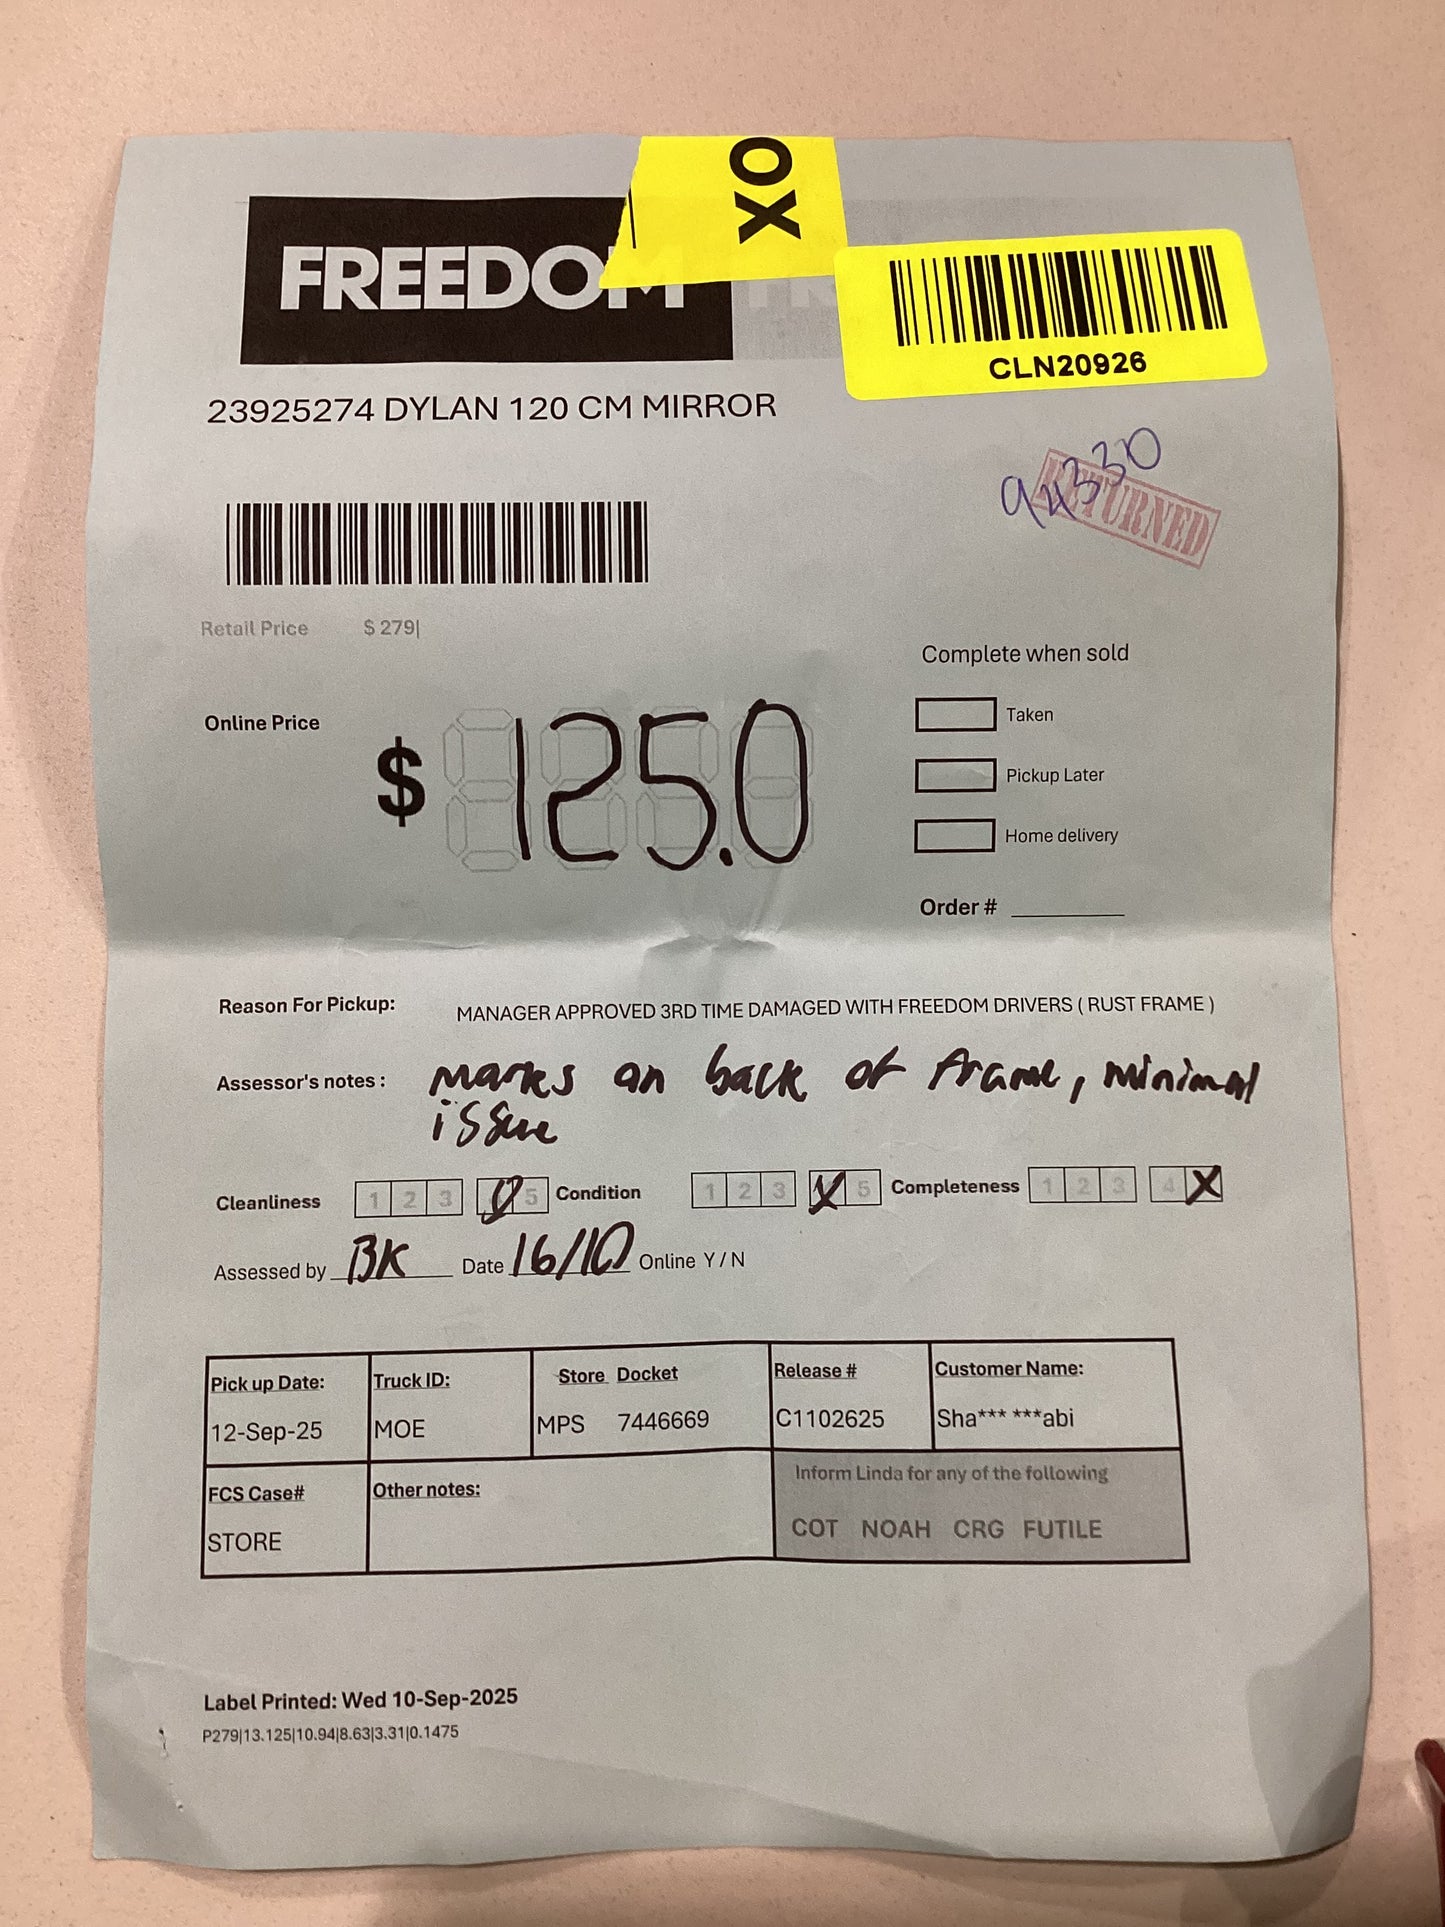 OX
FREEDOM
CLN20926
23925274 DYLAN 120 CM MIRROR
94330
RETURNED
Retail Price $ 279|
Complete when sold
Taken
Online Price
$ 125.0
Pickup Later
Home delivery
Order #
Reason For Pickup: MANAGER APPROVED 3RD TIME DAMAGED WITH FREEDOM DRIVERS ( RUST FRAME )
Assessor's notes : marks on back of frame, minimal
issue
Cleanliness 1 2 3 5 Condition 1 2 3 5 Completeness 1 2 3 4
Assessed by BK Date 16/10 Online Y / N
Pick up Date: Truck ID: Store Docket Release # Customer Name:
12-Sep-25 MOE MPS 7446669 C1102625 Sha*** ***abi
FCS Case# Other notes: Inform Linda for any of the following
STORE COT NOAH CRG FUTILE
Label Printed: Wed 10-Sep-2025
P279|13.125|10.94|8.63|3.31|0.1475